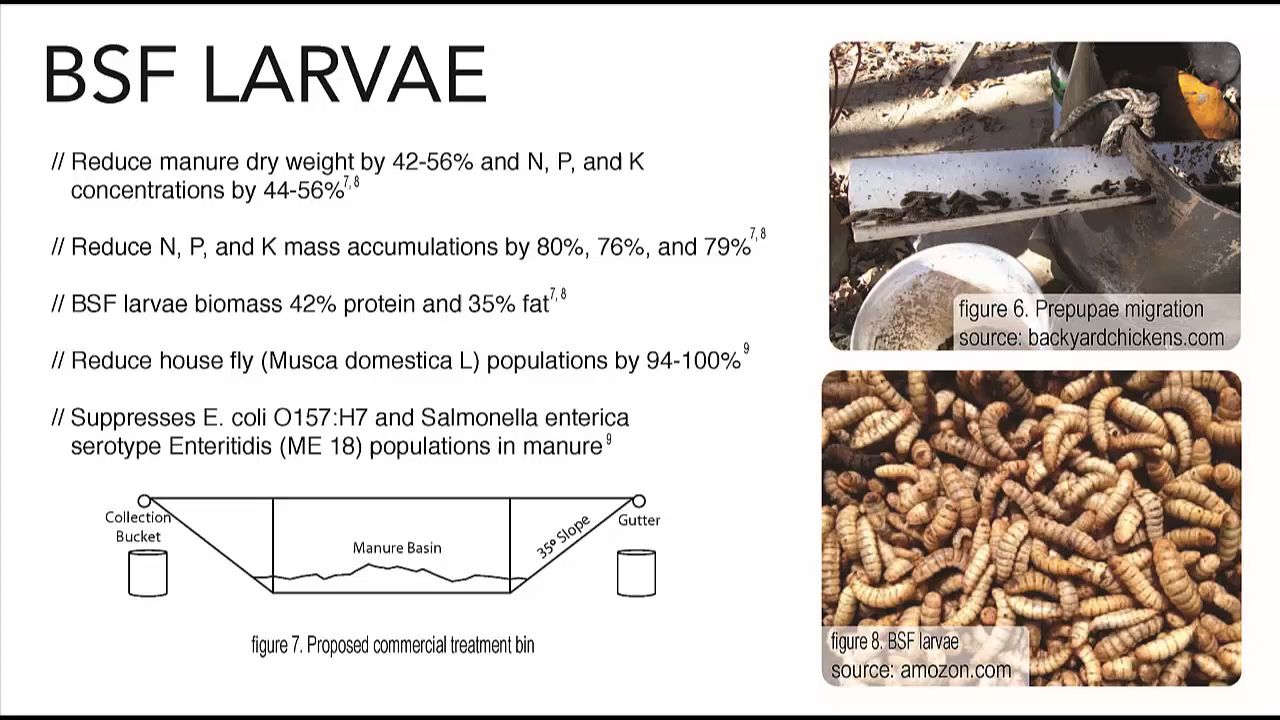 BSF LARVAE
// Reduce manure dry weight by 42-56% and N, P, and K
concentrations by 44-56%7, 8
// Reduce N, P, and K mass accumulations by 80%, 76%, and 79%7, 8
// BSF larvae biomass 42% protein and 35% fat7, 8
// Reduce house fly (Musca domestica L) populations by 94-100%9
// Suppresses E. coli O157:H7 and Salmonella enterica
serotype Enteritidis (ME 18) populations in manure9
Collection
Bucket
Manure Basin
35º Slope
Gutter
figure 7. Proposed commercial treatment bin
figure 6. Prepupae migration
source: backyardchickens.com
figure 8. BSF larvae
source: amozon.com